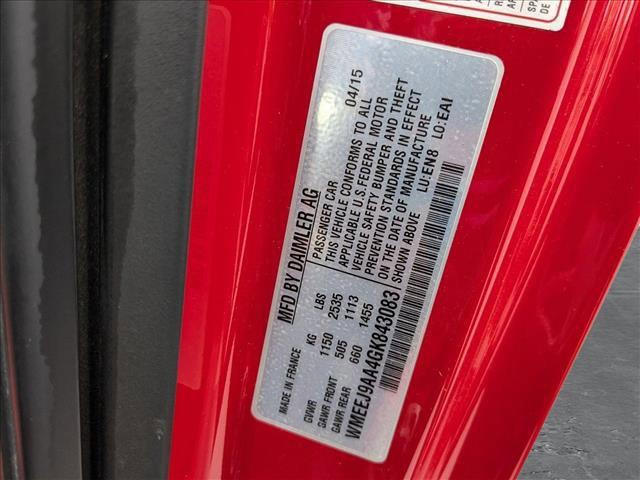 MFD BY DAIMLER AG 04/15
PASSENGER CAR
THIS VEHICLE CONFORMS TO ALL
APPLICABLE U.S. FEDERAL MOTOR
VEHICLE SAFETY BUMPER AND THEFT
PREVENTION STANDARDS IN EFFECT
ON THE DATE OF MANUFACTURE
SHOWN ABOVE LU:EN8 LO:EAI
MADE IN FRANCE KG LBS
GVWR 1150 2535
GAWR FRONT 505 1113
GAWR REAR 660 1455
WMEEJ9AA4GK843083